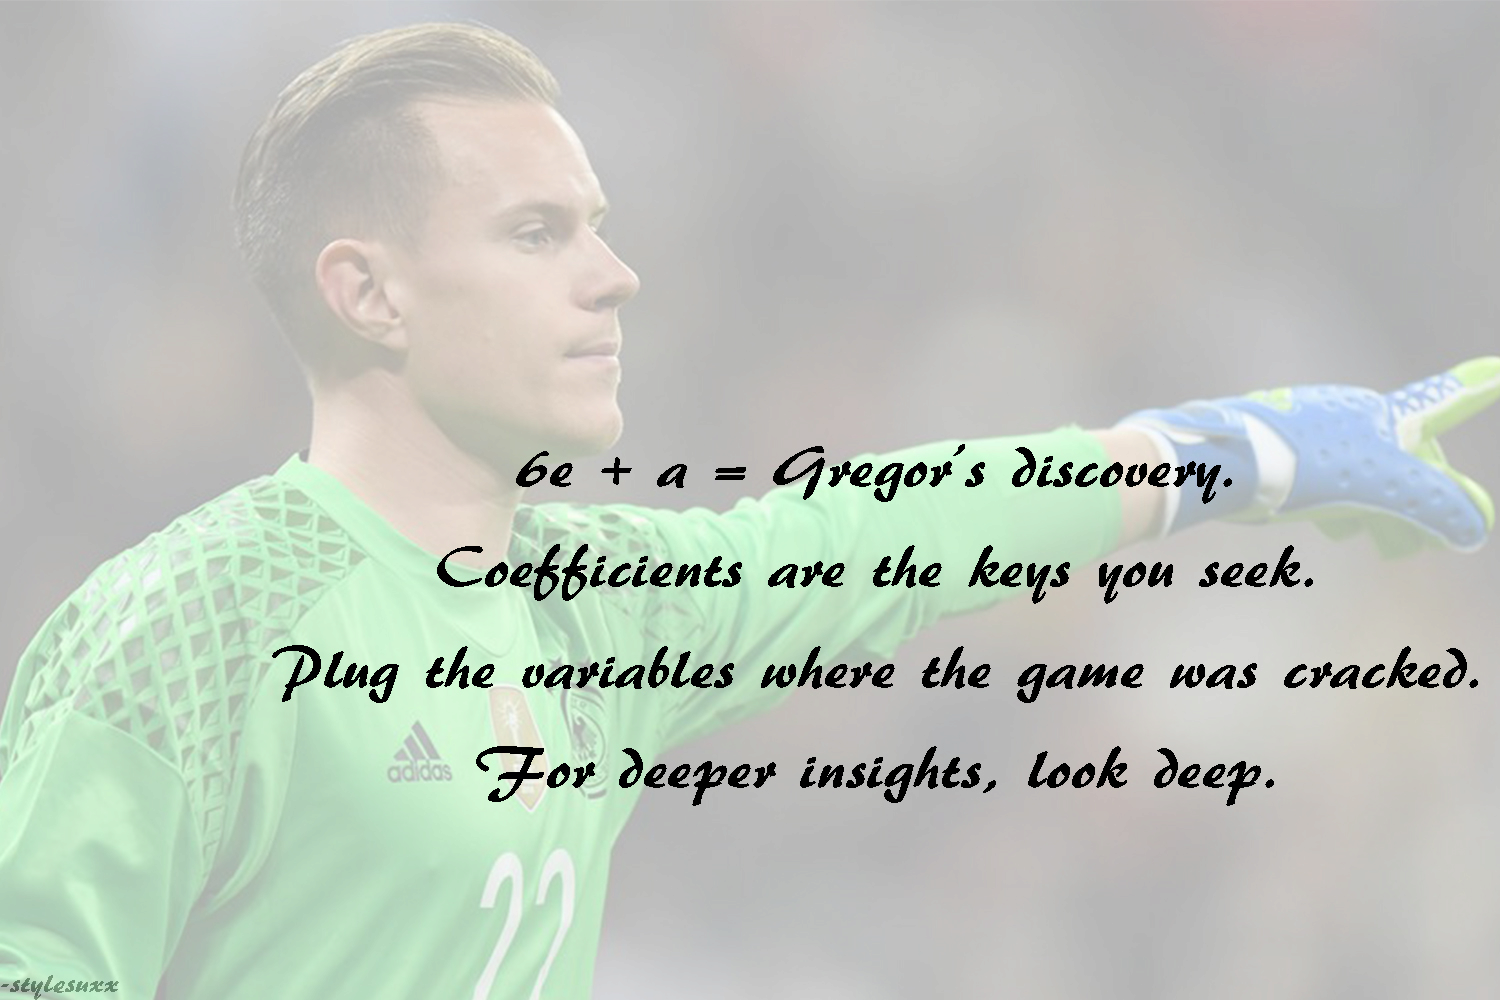 6e + a = Gregor's discovery.
Coefficients are the keys you seek.
Plug the variables where the game was cracked.
For deeper insights, look deep.
adidas
22
-stylesuxx